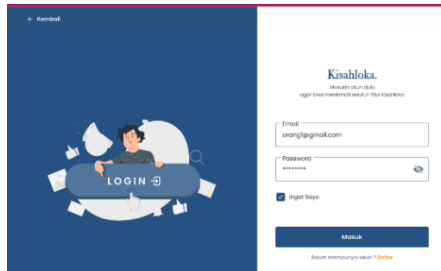 ← Kembali
LOGIN
Kisahloka.
Masukin akun dulu
agar bisa menikmati seluruh fitur Kisahloka
Email
orang1@gmail.com
Password
********
Ingat Saya
Masuk
Belum mempunyai akun ? Daftar